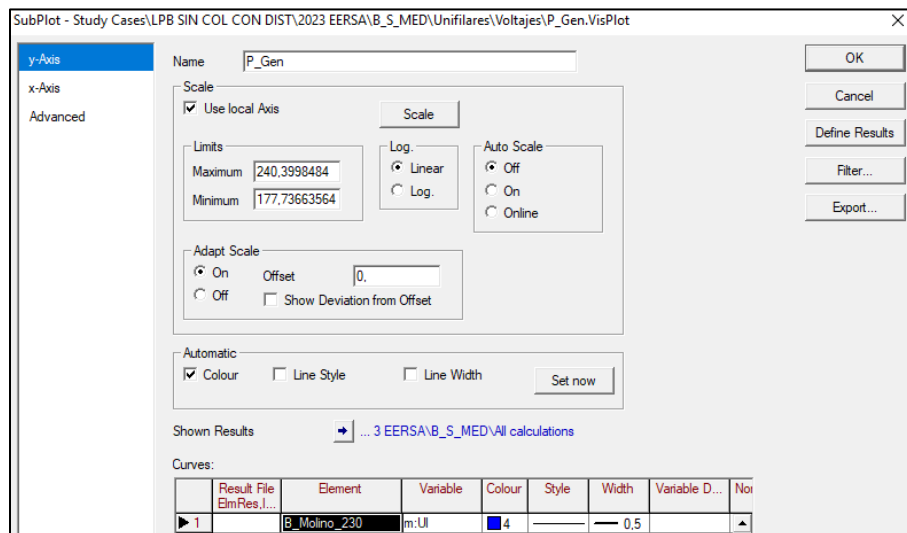 SubPlot - Study Cases\LPB SIN COL CON DIST\2023 EERSA\B_S_MED\Unifilares\Voltajes\P_Gen.VisPlot
y-Axis
x-Axis
Advanced
Name P_Gen
Scale
Use local Axis
Scale
Limits
Maximum 240,3998484
Minimum 177,73663564
Log.
Linear
Log.
Auto Scale
Off
On
Online
Adapt Scale
On
Off
Offset 0,
Show Deviation from Offset
Automatic
Colour Line Style Line Width Set now
Shown Results ... 3 EERSA\B_S_MED\All calculations
Curves:
Result File Element Variable Colour Style Width Variable D... Nor
ElmRes,I...
1 B_Molino_230 m:Ul 4 0,5
OK
Cancel
Define Results
Filter...
Export...